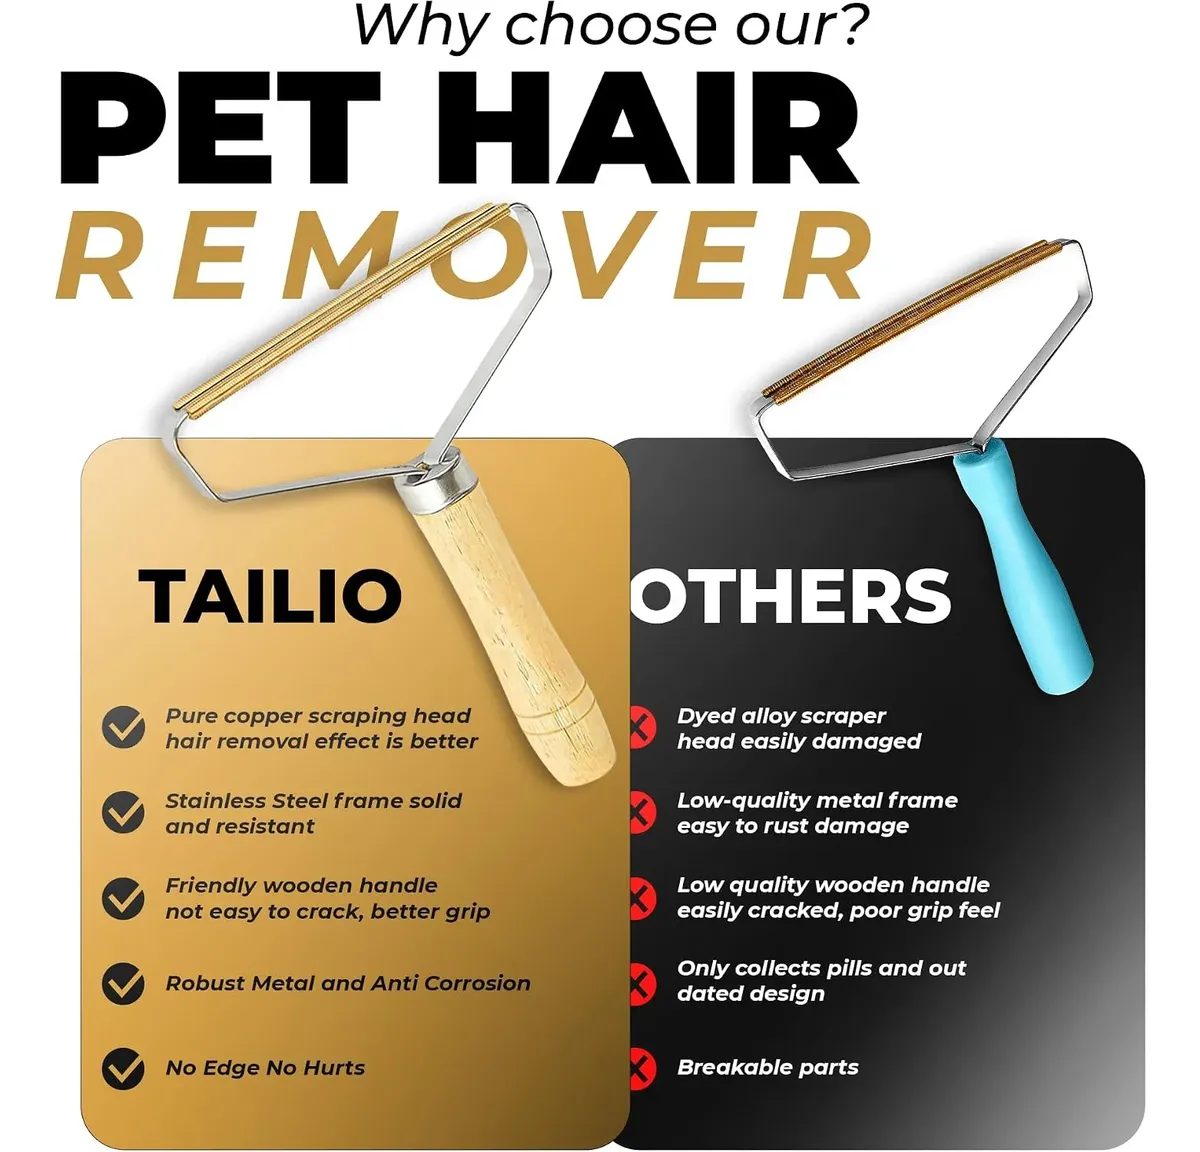 Why choose our?
PET HAIR
REMOVER
TAILIO
Pure copper scraping head
hair removal effect is better
Stainless Steel frame solid
and resistant
Friendly wooden handle
not easy to crack, better grip
Robust Metal and Anti Corrosion
No Edge No Hurts
OTHERS
Dyed alloy scraper
head easily damaged
Low-quality metal frame
easy to rust damage
Low quality wooden handle
easily cracked, poor grip feel
Only collects pills and out
dated design
Breakable parts